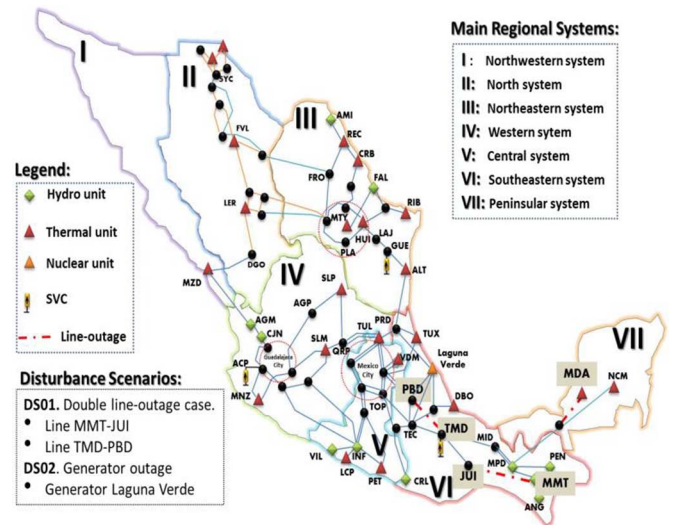 Main Regional Systems:
I : Northwestern system
II: North system
III: Northeastern system
IV: Western sytem
V: Central system
VI: Southeastern system
VII: Peninsular system
Legend:
Hydro unit
Thermal unit
Nuclear unit
SVC
Line-outage
Disturbance Scenarios:
DS01. Double line-outage case.
Line MMT-JUI
Line TMD-PBD
DS02. Generator outage
Generator Laguna Verde
I
II
SYC
FVL
LER
DGO
MZD
III
AMI
REC
CRB
FRO
FAL
RIB
MTY
HUI
LAJ
PLA
GUE
ALT
IV
SLP
AGP
AGM
CJN
SLM
QRP
TUL
PRD
TUX
VDM
ACP
Guadalajara
City
Mexico
City
Laguna
Verde
MNZ
PBD
DBO
TOP
TEC
TMD
V
VIL
INF
LCP
PET
CRL
VI
JUI
MID
MPD
PEN
MMT
ANG
VII
MDA
NCM